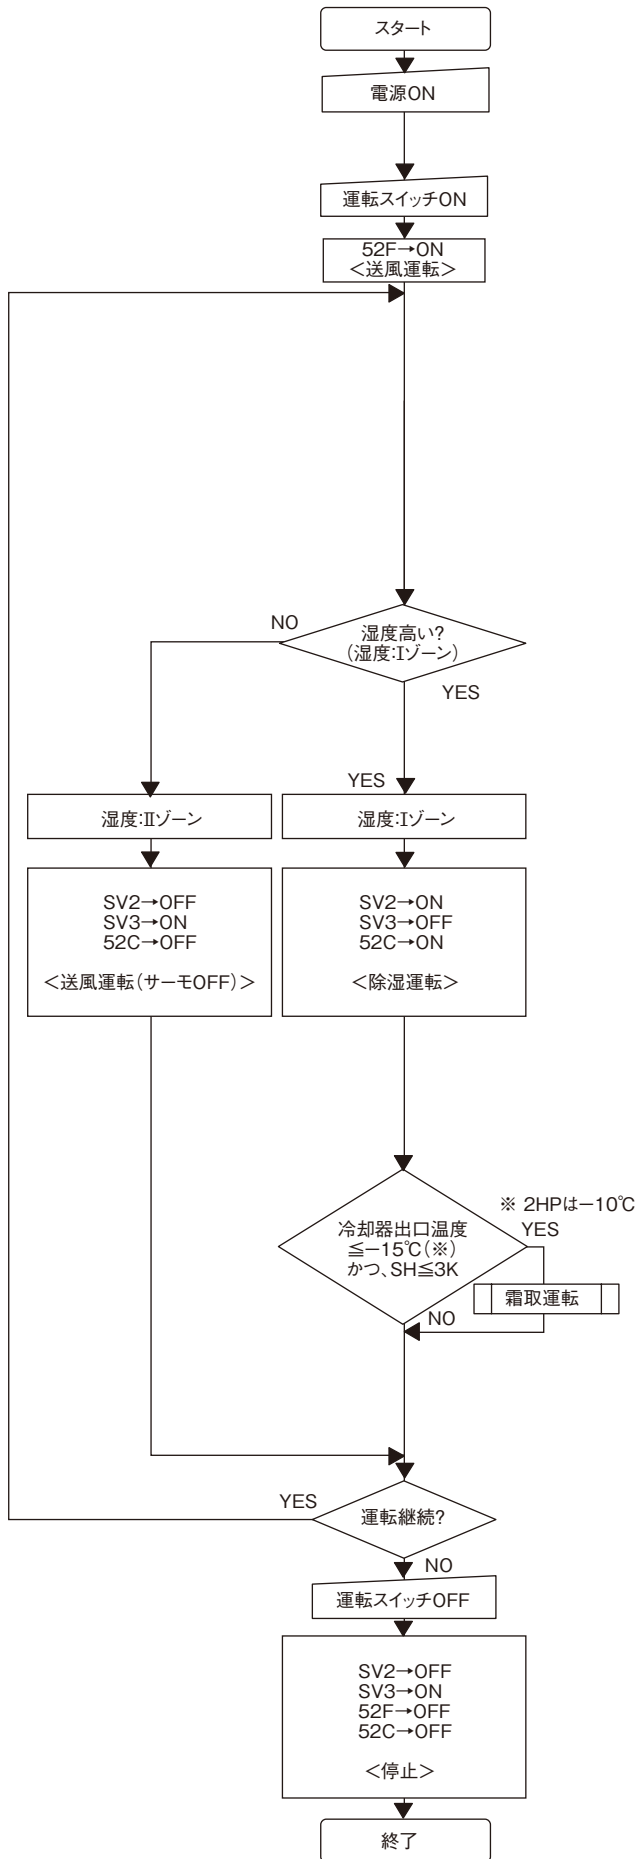 スタート
電源ON
運転スイッチON
52F→ON
<送風運転>
NO
湿度高い?
(湿度:Iゾーン)
YES
YES
湿度:IIゾーン
湿度:Iゾーン
SV2→OFF
SV3→ON
52C→OFF
<送風運転(サーモOFF)>
SV2→ON
SV3→OFF
52C→ON
<除湿運転>
※ 2HPは−10℃
冷却器出口温度
≦−15℃(※)
かつ、SH≦3K
YES
霜取運転
NO
YES
運転継続?
NO
運転スイッチOFF
SV2→OFF
SV3→ON
52F→OFF
52C→OFF
<停止>
終了